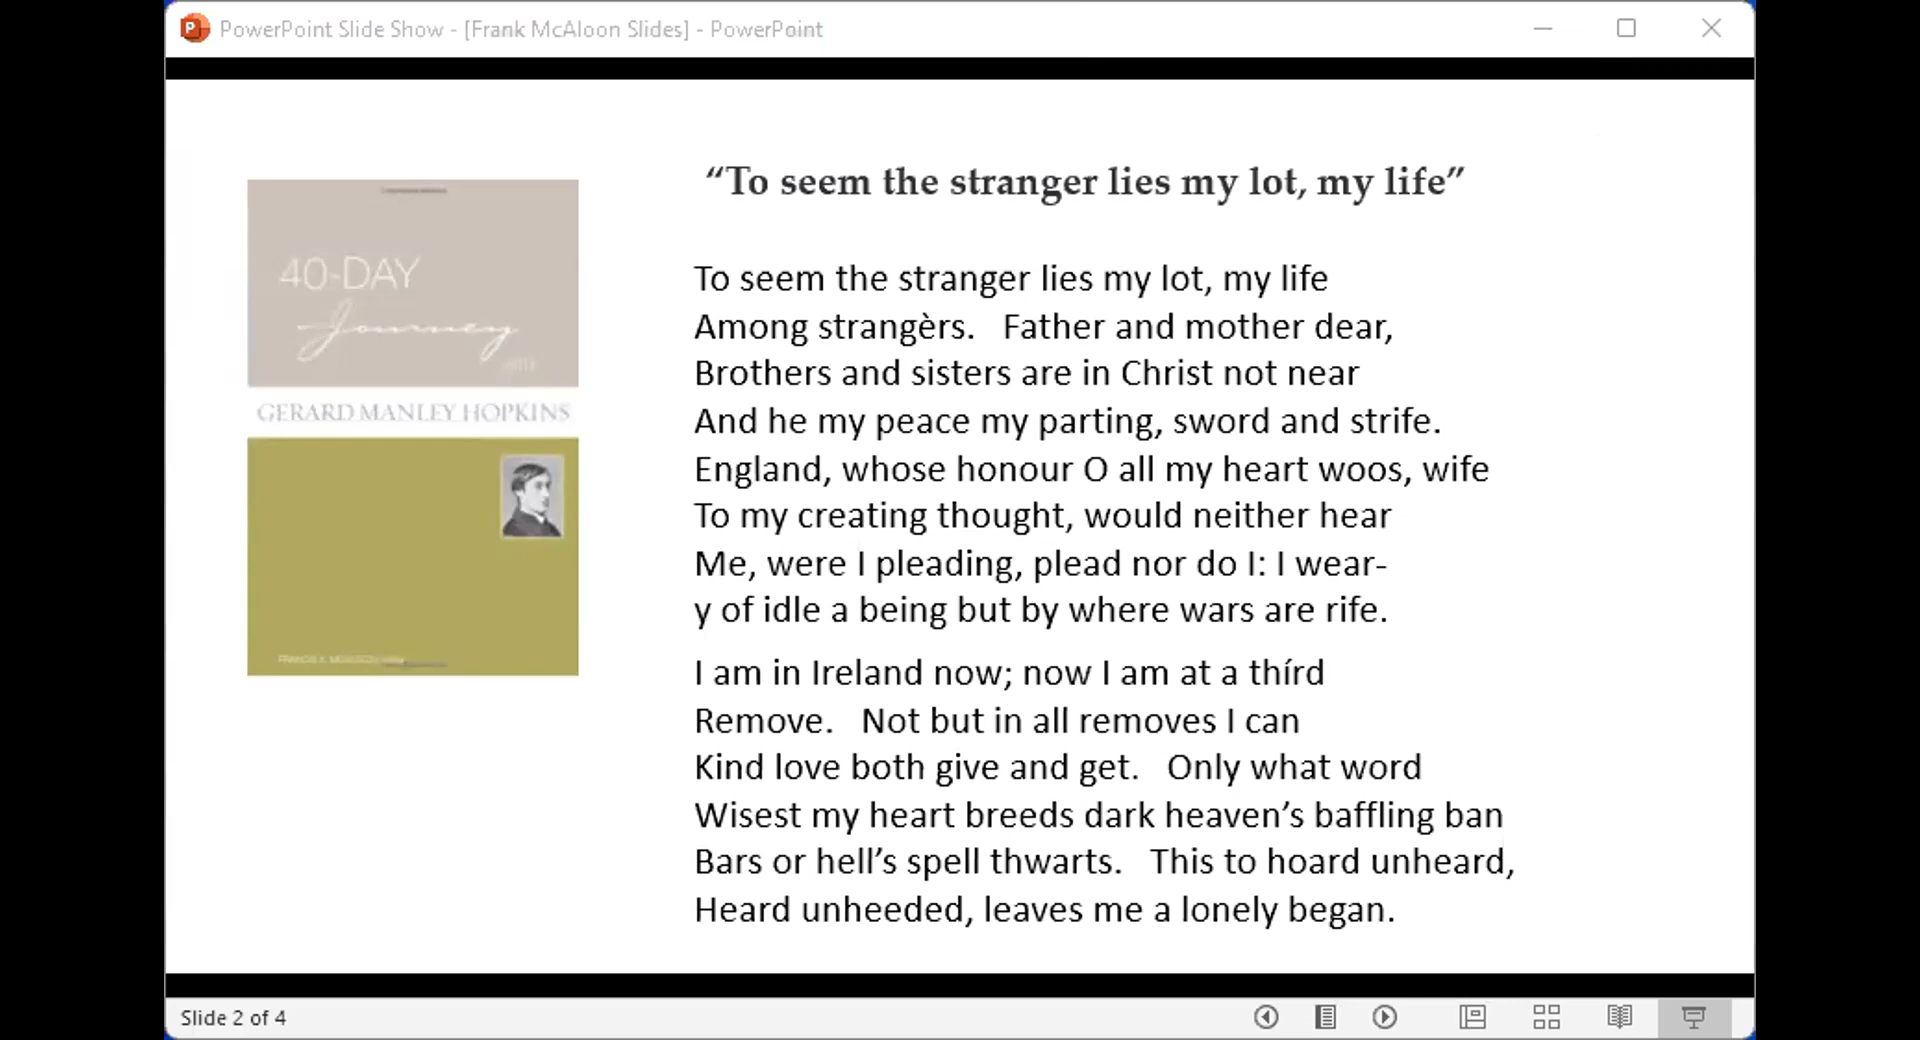 PowerPoint Slide Show - [Frank McAloon Slides] - PowerPoint
40-DAY
Journey
GERARD MANLEY HOPKINS
“To seem the stranger lies my lot, my life”
To seem the stranger lies my lot, my life
Among strangèrs. Father and mother dear,
Brothers and sisters are in Christ not near
And he my peace my parting, sword and strife.
England, whose honour O all my heart woos, wife
To my creating thought, would neither hear
Me, were I pleading, plead nor do I: I wear-
y of idle a being but by where wars are rife.
I am in Ireland now; now I am at a thírd
Remove. Not but in all removes I can
Kind love both give and get. Only what word
Wisest my heart breeds dark heaven’s baffling ban
Bars or hell’s spell thwarts. This to hoard unheard,
Heard unheeded, leaves me a lonely began.
Slide 2 of 4